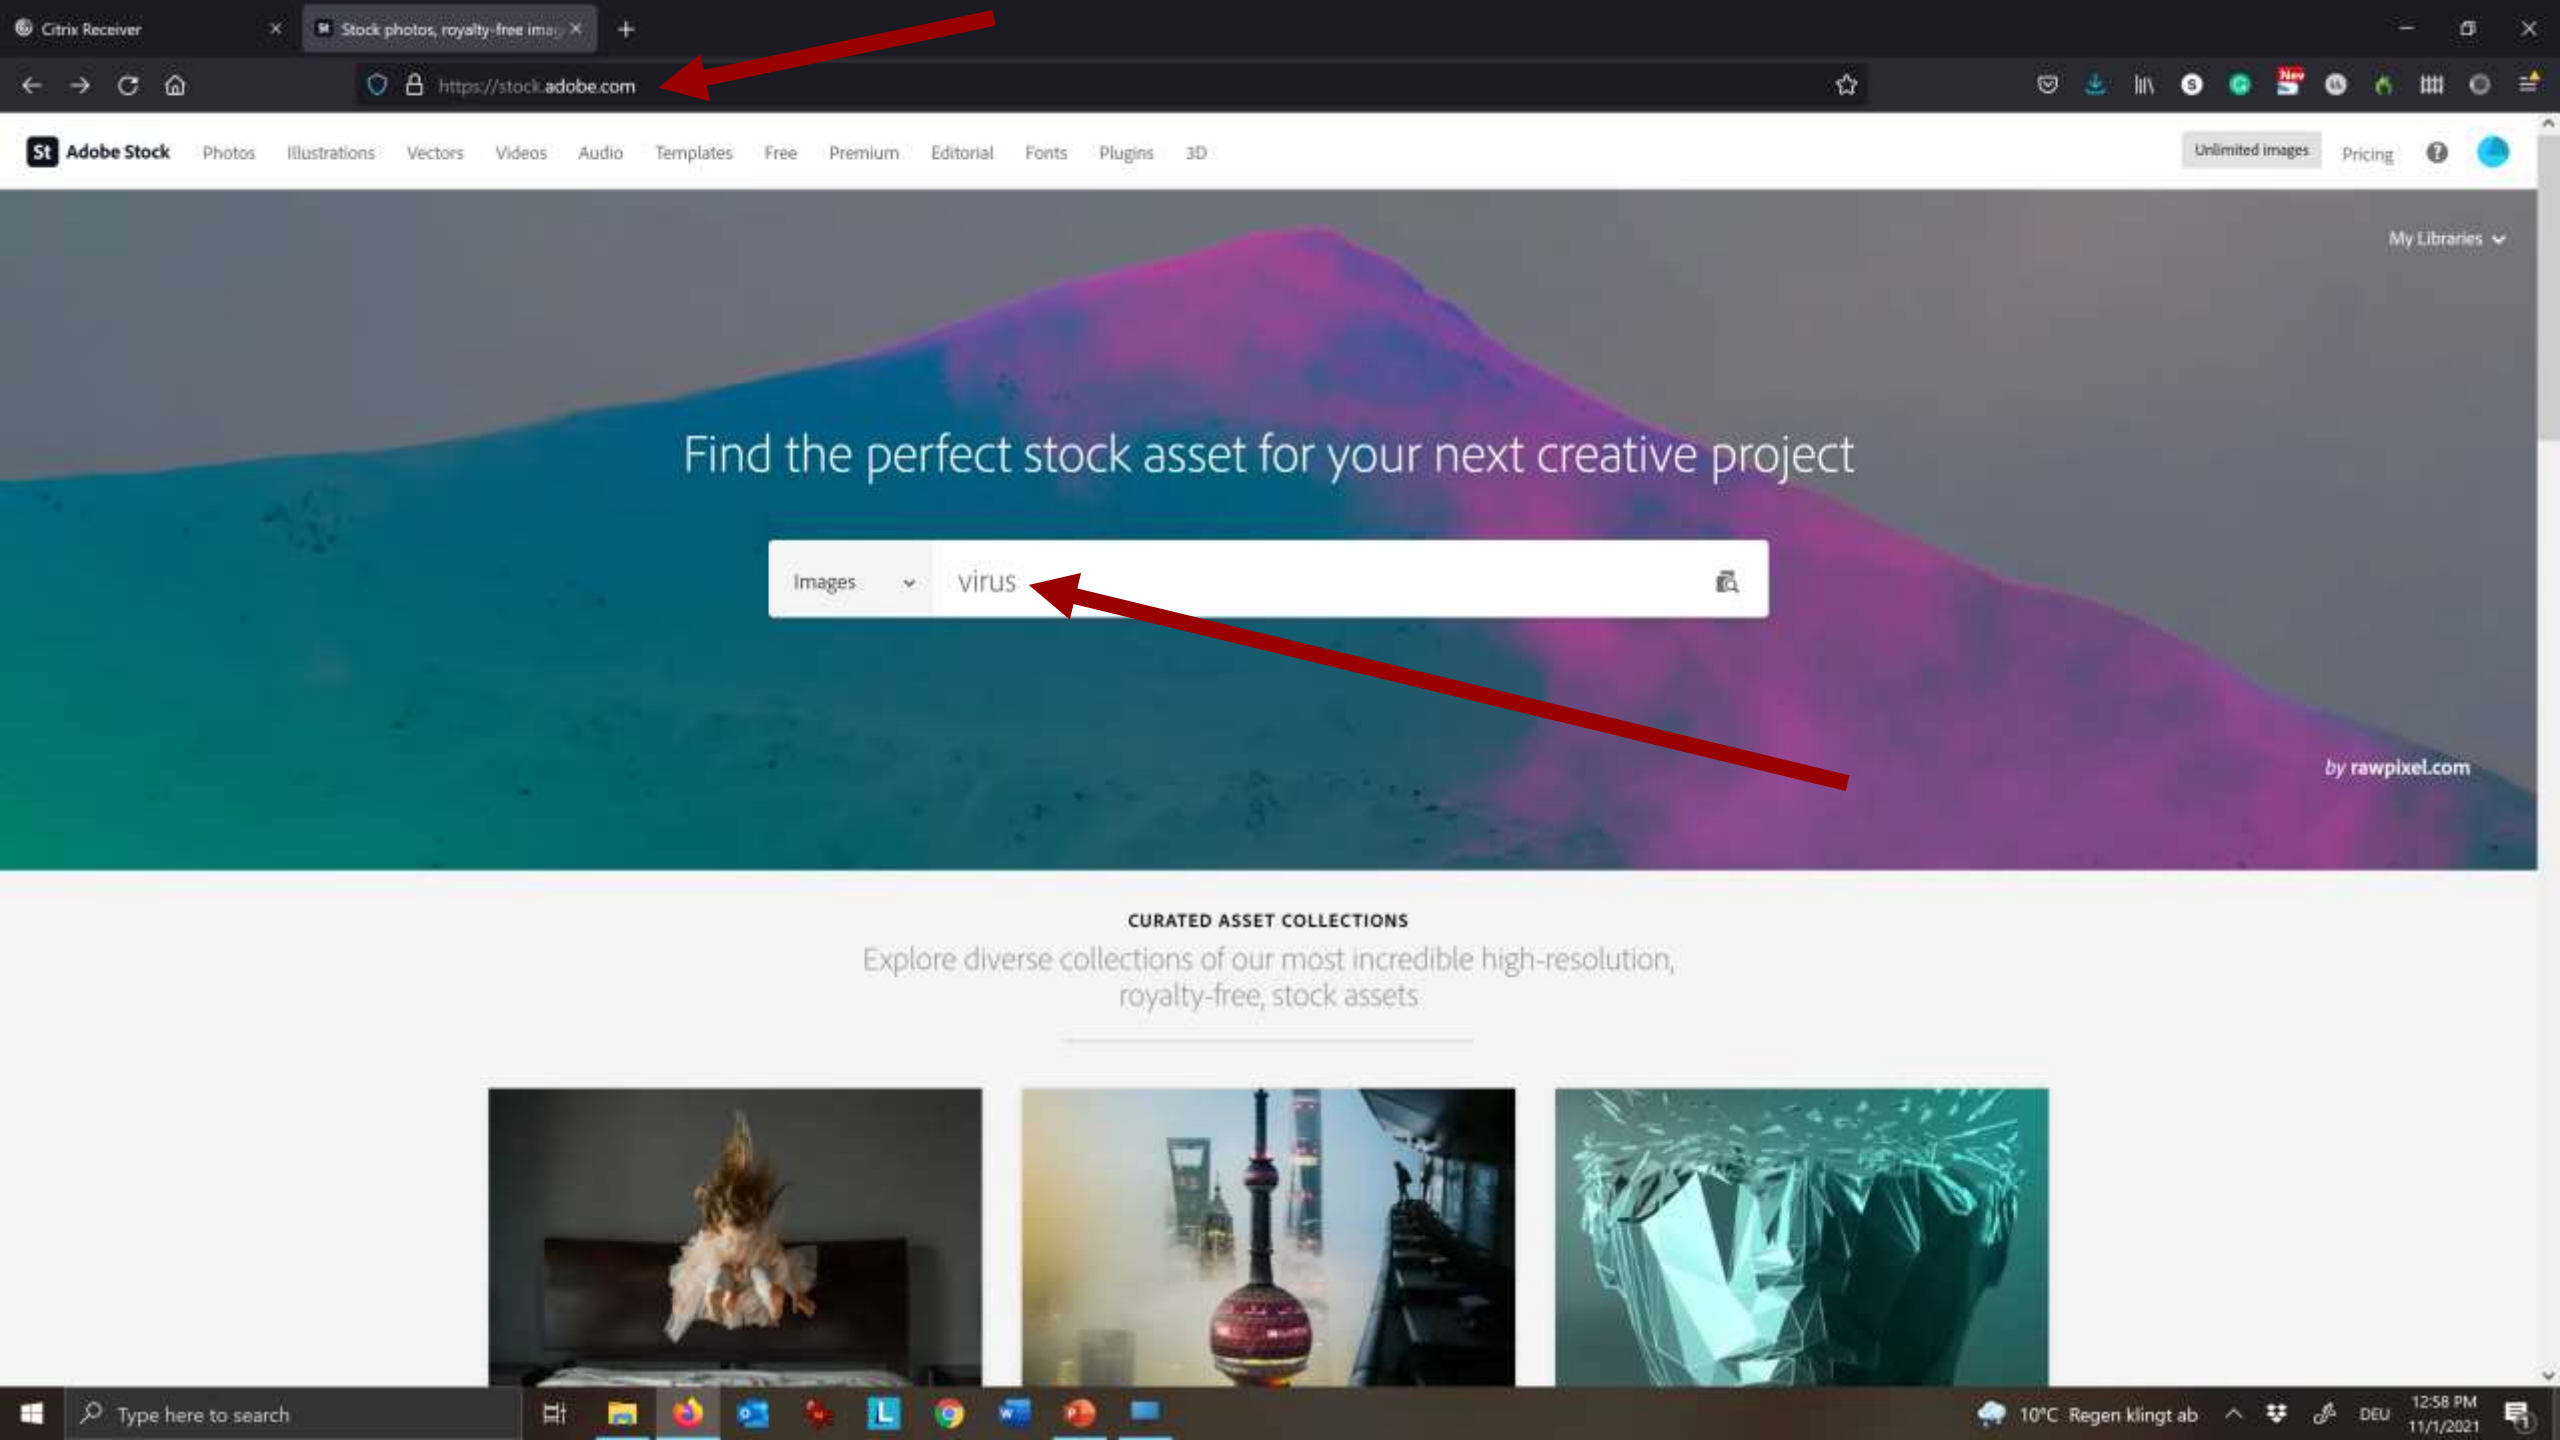 Citrix Receiver
Stock photos, royalty-free imag
https://stock.adobe.com
New
St Adobe Stock Photos Illustrations Vectors Videos Audio Templates Free Premium Editorial Fonts Plugins 3D Unlimited images Pricing
My Libraries
Find the perfect stock asset for your next creative project
Images virus
by rawpixel.com
CURATED ASSET COLLECTIONS
Explore diverse collections of our most incredible high-resolution,
royalty-free, stock assets
Type here to search
10°C Regen klingt ab DEU
12:58 PM
11/1/2021